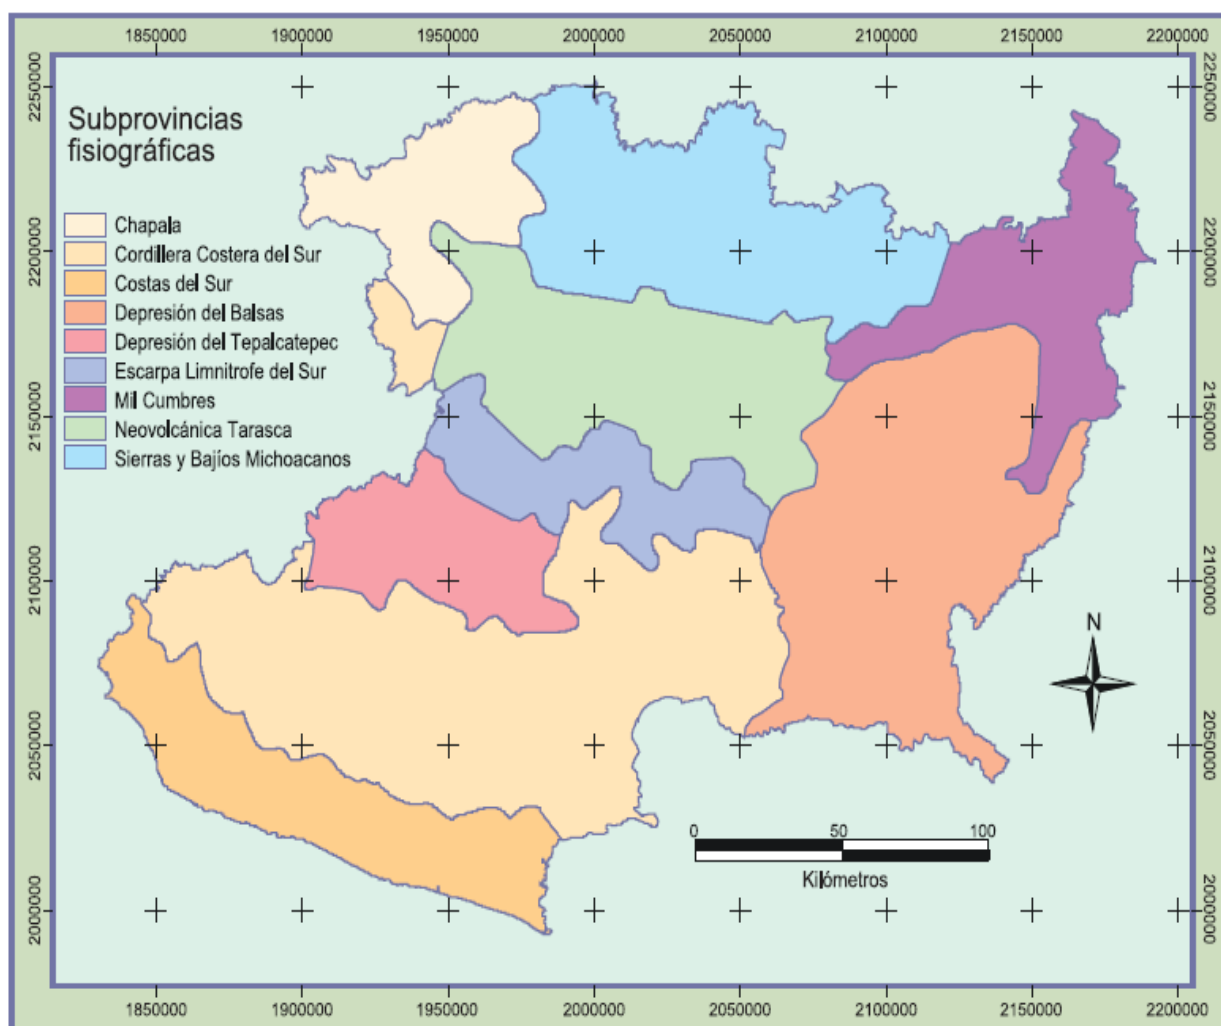 1850000 1900000 1950000 2000000 2050000 2100000 2150000 2200000
2250000 2250000
Subprovincias
fisiográficas
Chapala
Cordillera Costera del Sur
Costas del Sur
Depresión del Balsas
Depresión del Tepalcatepec
Escarpa Limnitrofe del Sur
Mil Cumbres
Neovolcánica Tarasca
Sierras y Bajíos Michoacanos
2200000 2200000
2150000 2150000
2100000 2100000
N
2050000 2050000
0 50 100
Kilómetros
2000000 2000000
1850000 1900000 1950000 2000000 2050000 2100000 2150000 2200000